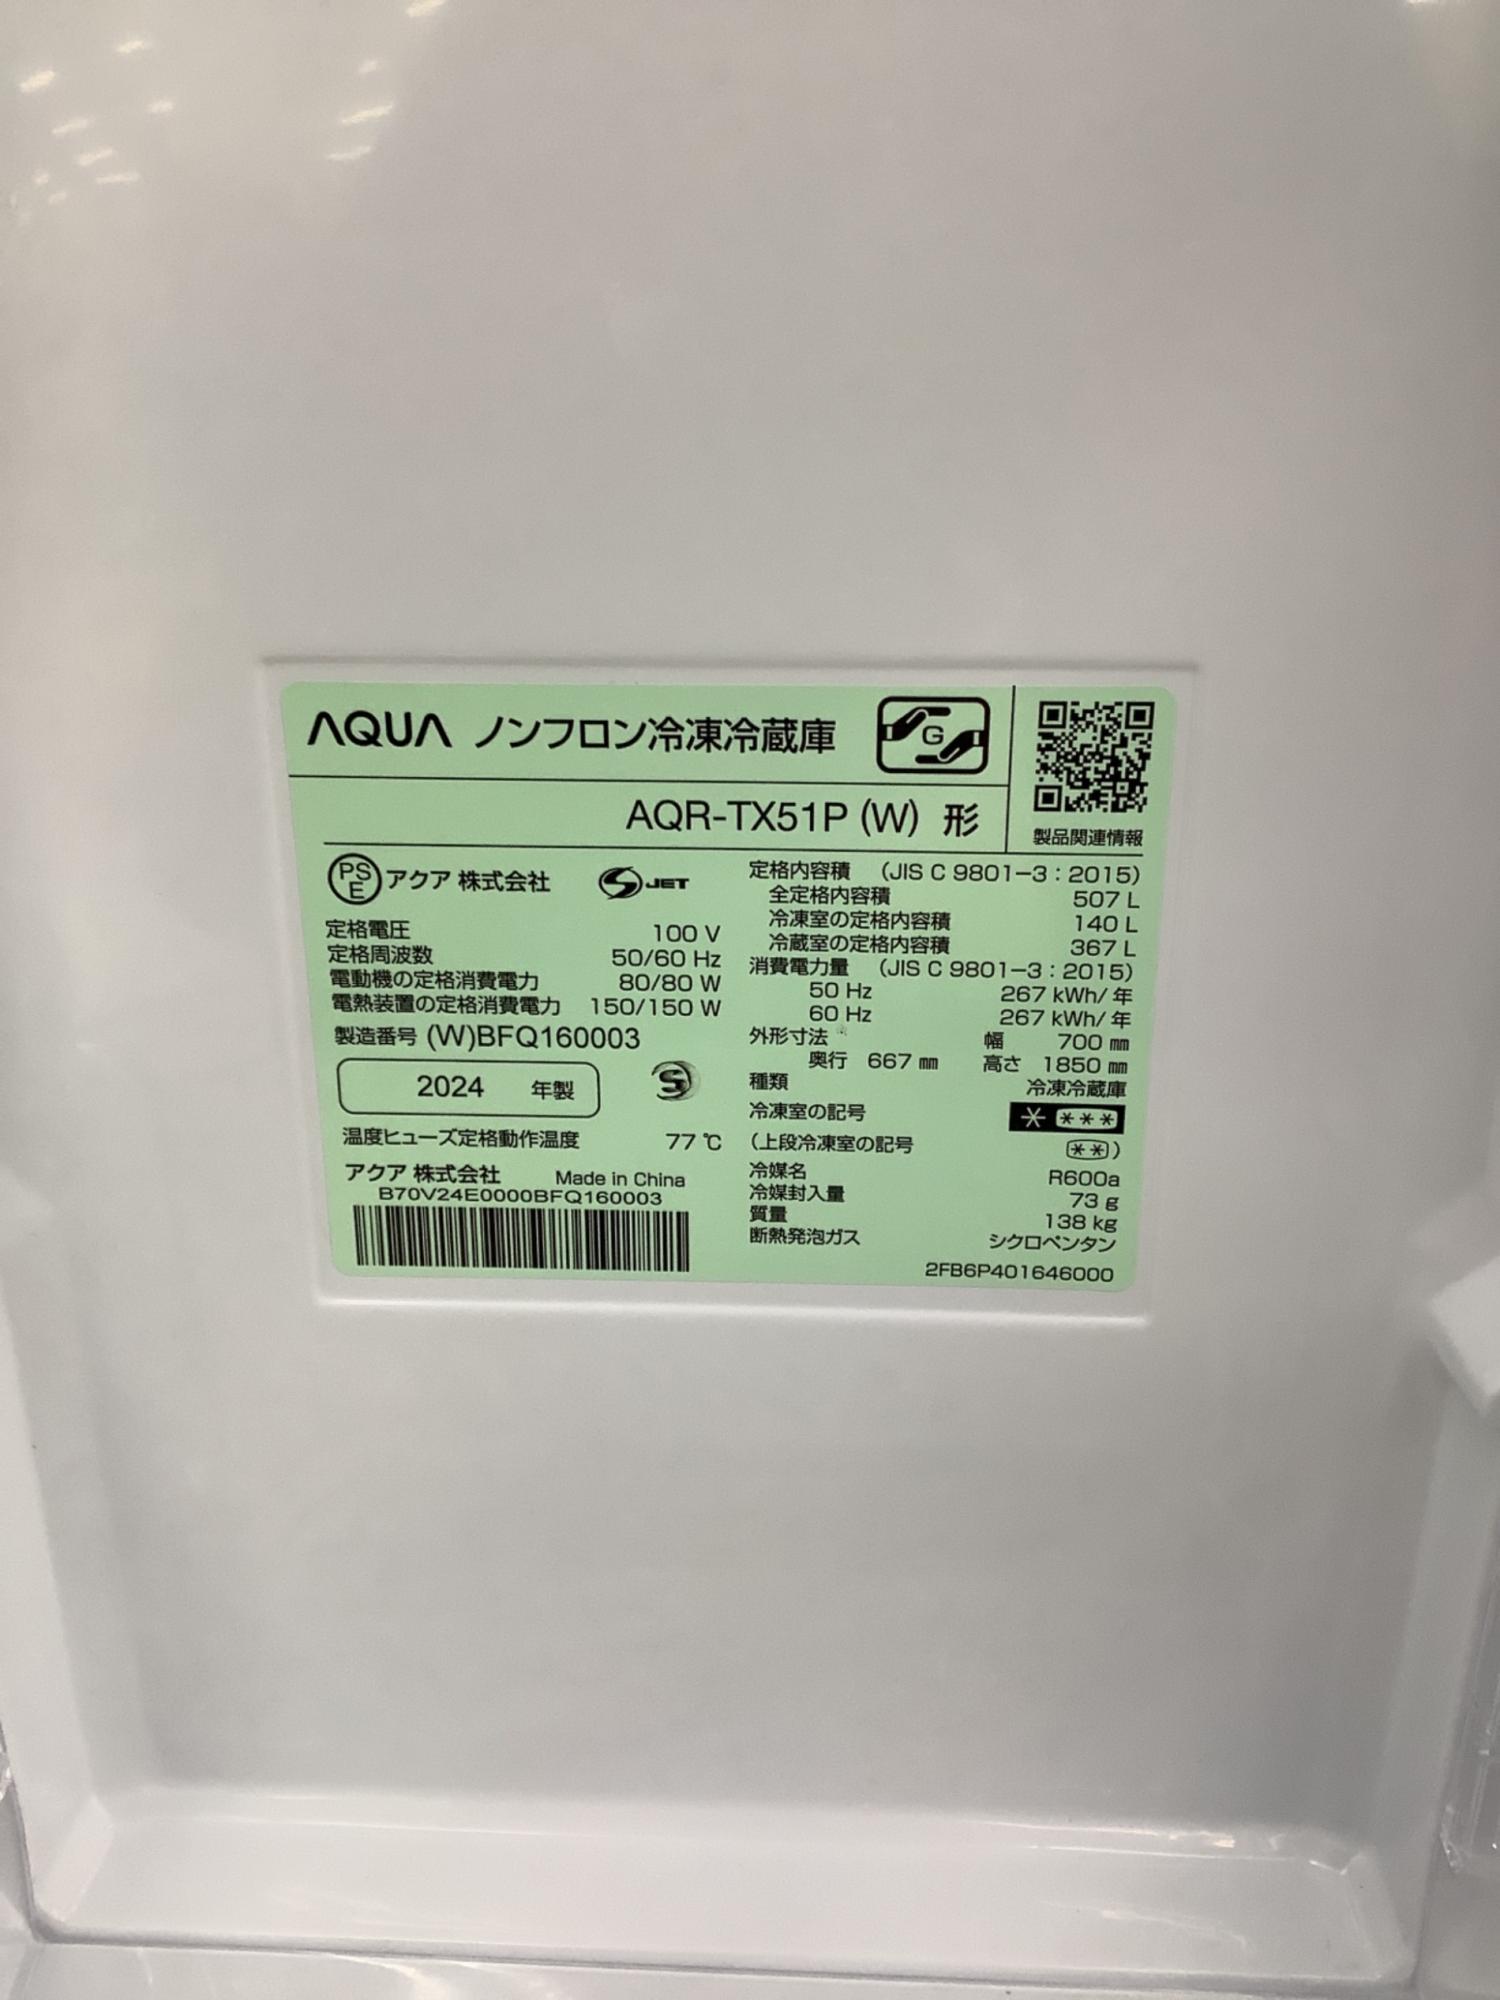 AQUA ノンフロン冷凍冷蔵庫
G
AQR-TX51P (W) 形
製品関連情報
PSE アクア 株式会社 S JET
定格電圧 100 V
定格周波数 50/60 Hz
電動機の定格消費電力 80/80 W
電熱装置の定格消費電力 150/150 W
製造番号 (W)BFQ160003
2024 年製
温度ヒューズ定格動作温度 77 ℃
アクア 株式会社 Made in China
B70V24E0000BFQ160003
定格内容積 (JIS C 9801-3 : 2015)
全定格内容積 507 L
冷凍室の定格内容積 140 L
冷蔵室の定格内容積 367 L
消費電力量 (JIS C 9801-3 : 2015)
50 Hz 267 kWh/年
60 Hz 267 kWh/年
外形寸法 幅 700 ㎜
奥行 667 ㎜ 高さ 1850 ㎜
種類 冷凍冷蔵庫
冷凍室の記号 * ***
(上段冷凍室の記号 **)
冷媒名 R600a
冷媒封入量 73 g
質量 138 kg
断熱発泡ガス シクロペンタン
2FB6P401646000